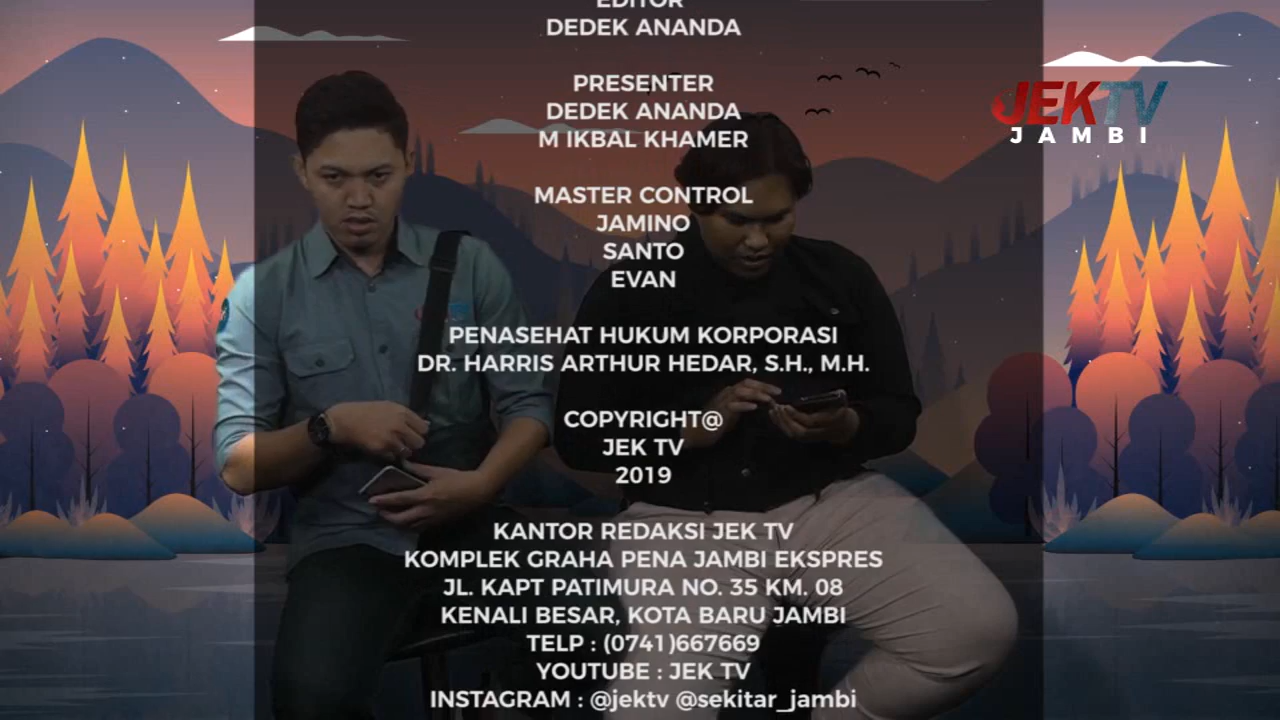 EDITOR
DEDEK ANANDA
PRESENTER
DEDEK ANANDA
M IKBAL KHAMER
MASTER CONTROL
JAMINO
SANTO
EVAN
PENASEHAT HUKUM KORPORASI
DR. HARRIS ARTHUR HEDAR, S.H., M.H.
COPYRIGHT@
JEK TV
2019
KANTOR REDAKSI JEK TV
KOMPLEK GRAHA PENA JAMBI EKSPRES
JL. KAPT PATIMURA NO. 35 KM. 08
KENALI BESAR, KOTA BARU JAMBI
TELP : (0741)667669
YOUTUBE : JEK TV
INSTAGRAM : @jektv @sekitar_jambi
JEKTV
JAMBI